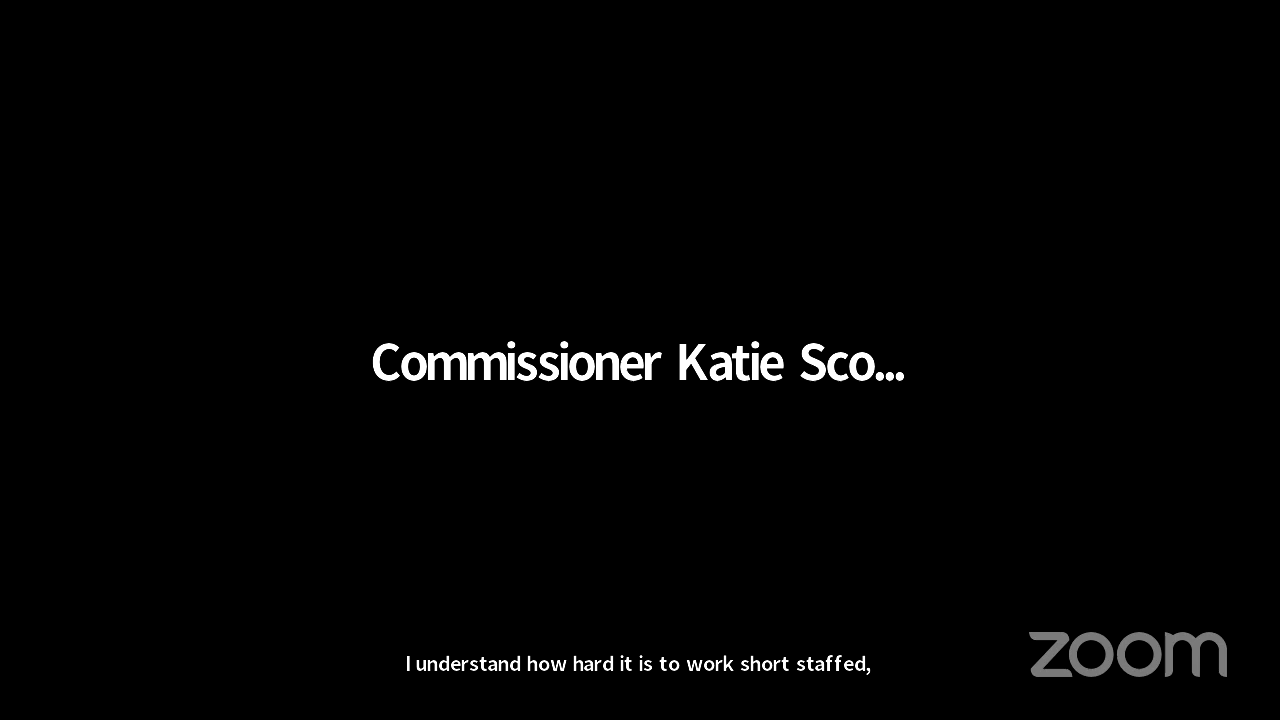 Commissioner Katie Sco...
I understand how hard it is to work short staffed,
zoom